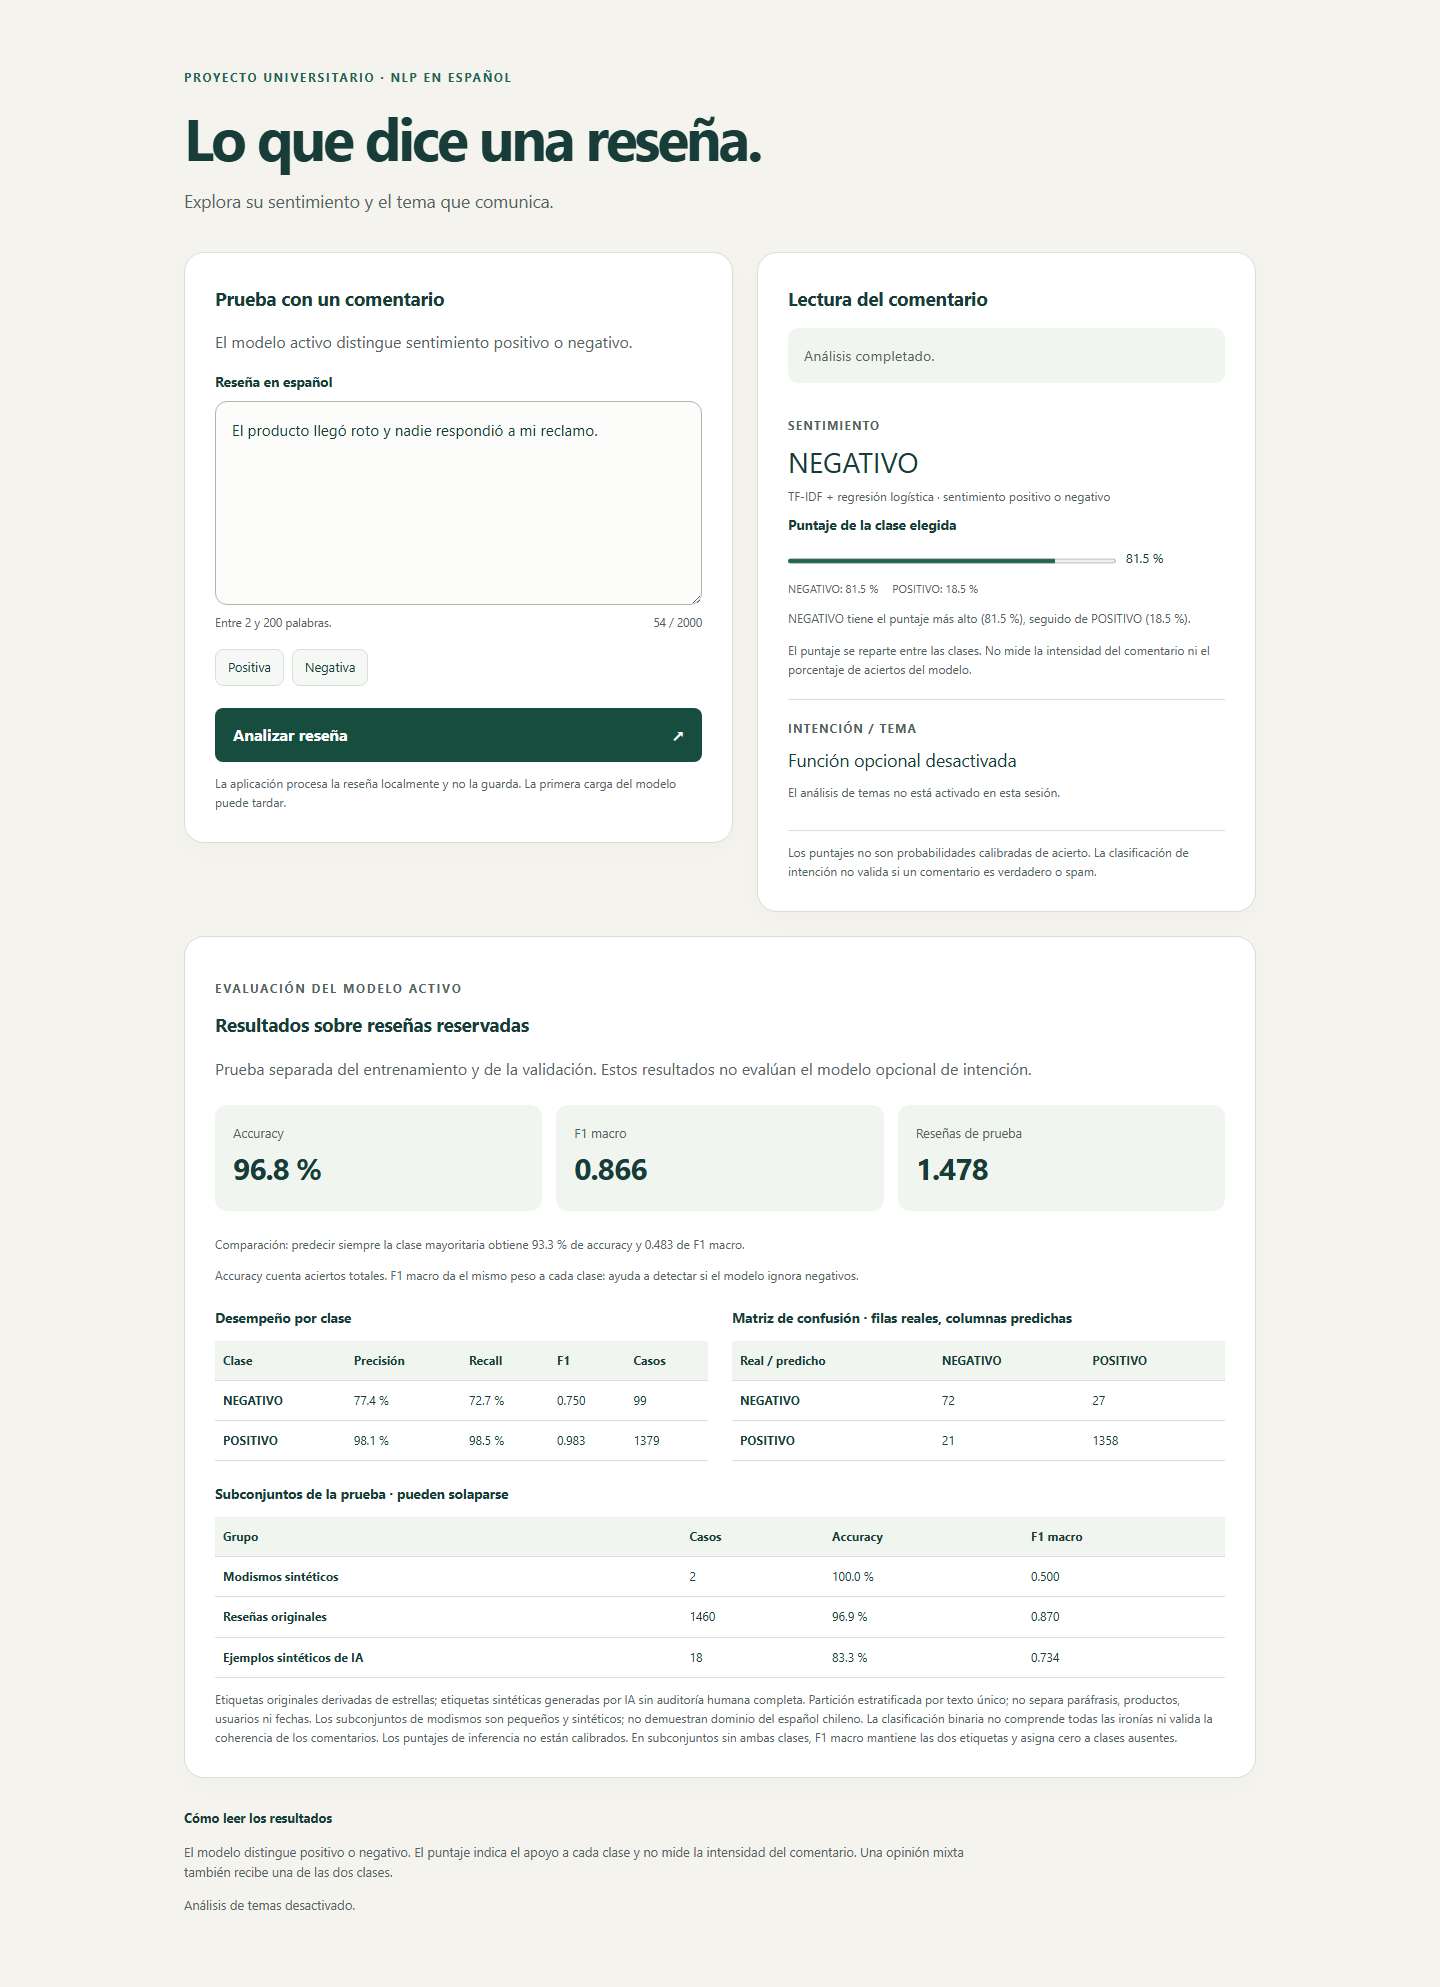 PROYECTO UNIVERSITARIO · NLP EN ESPAÑOL
Lo que dice una reseña.
Explora su sentimiento y el tema que comunica.
Prueba con un comentario
El modelo activo distingue sentimiento positivo o negativo.
Reseña en español
El producto llegó roto y nadie respondió a mi reclamo.
Entre 2 y 200 palabras. 54 / 2000
Positiva Negativa
Analizar reseña ↗
La aplicación procesa la reseña localmente y no la guarda. La primera carga del modelo
puede tardar.
Lectura del comentario
Análisis completado.
SENTIMIENTO
NEGATIVO
TF-IDF + regresión logística · sentimiento positivo o negativo
Puntaje de la clase elegida
81.5 %
NEGATIVO: 81.5 % POSITIVO: 18.5 %
NEGATIVO tiene el puntaje más alto (81.5 %), seguido de POSITIVO (18.5 %).
El puntaje se reparte entre las clases. No mide la intensidad del comentario ni el
porcentaje de aciertos del modelo.
INTENCIÓN / TEMA
Función opcional desactivada
El análisis de temas no está activado en esta sesión.
Los puntajes no son probabilidades calibradas de acierto. La clasificación de
intención no valida si un comentario es verdadero o spam.
EVALUACIÓN DEL MODELO ACTIVO
Resultados sobre reseñas reservadas
Prueba separada del entrenamiento y de la validación. Estos resultados no evalúan el modelo opcional de intención.
Accuracy F1 macro Reseñas de prueba
96.8 % 0.866 1.478
Comparación: predecir siempre la clase mayoritaria obtiene 93.3 % de accuracy y 0.483 de F1 macro.
Accuracy cuenta aciertos totales. F1 macro da el mismo peso a cada clase: ayuda a detectar si el modelo ignora negativos.
Desempeño por clase
Clase Precisión Recall F1 Casos
NEGATIVO 77.4 % 72.7 % 0.750 99
POSITIVO 98.1 % 98.5 % 0.983 1379
Matriz de confusión · filas reales, columnas predichas
Real / predicho NEGATIVO POSITIVO
NEGATIVO 72 27
POSITIVO 21 1358
Subconjuntos de la prueba · pueden solaparse
Grupo Casos Accuracy F1 macro
Modismos sintéticos 2 100.0 % 0.500
Reseñas originales 1460 96.9 % 0.870
Ejemplos sintéticos de IA 18 83.3 % 0.734
Etiquetas originales derivadas de estrellas; etiquetas sintéticas generadas por IA sin auditoría humana completa. Partición estratificada por texto único; no separa paráfrasis, productos,
usuarios ni fechas. Los subconjuntos de modismos son pequeños y sintéticos; no demuestran dominio del español chileno. La clasificación binaria no comprende todas las ironías ni valida la
coherencia de los comentarios. Los puntajes de inferencia no están calibrados. En subconjuntos sin ambas clases, F1 macro mantiene las dos etiquetas y asigna cero a clases ausentes.
Cómo leer los resultados
El modelo distingue positivo o negativo. El puntaje indica el apoyo a cada clase y no mide la intensidad del comentario. Una opinión mixta
también recibe una de las dos clases.
Análisis de temas desactivado.